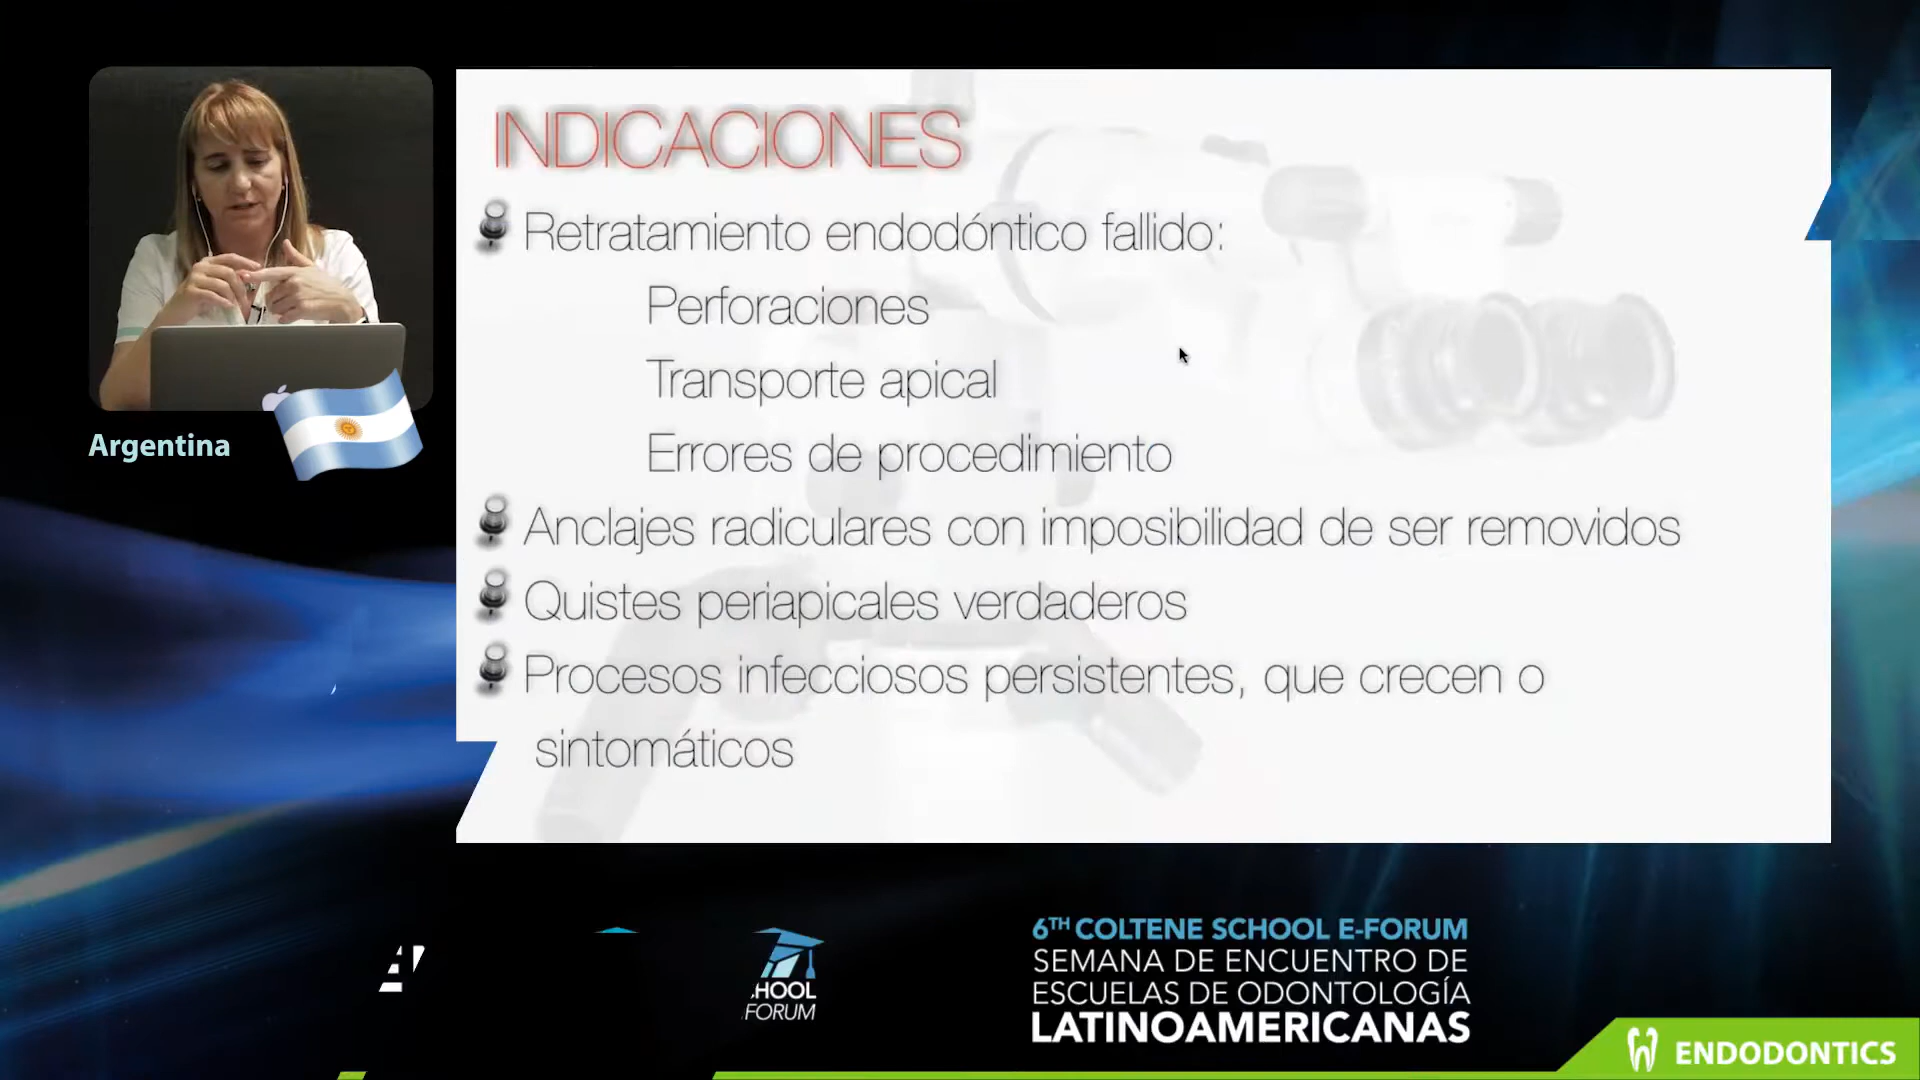 INDICACIONES
Retratamiento endodóntico fallido:
Perforaciones
Transporte apical
Errores de procedimiento
Anclajes radiculares con imposibilidad de ser removidos
Quistes periapicales verdaderos
Procesos infecciosos persistentes, que crecen o
sintomáticos
Argentina
HOOL
FORUM
6TH COLTENE SCHOOL E-FORUM
SEMANA DE ENCUENTRO DE
ESCUELAS DE ODONTOLOGÍA
LATINOAMERICANAS
ENDODONTICS